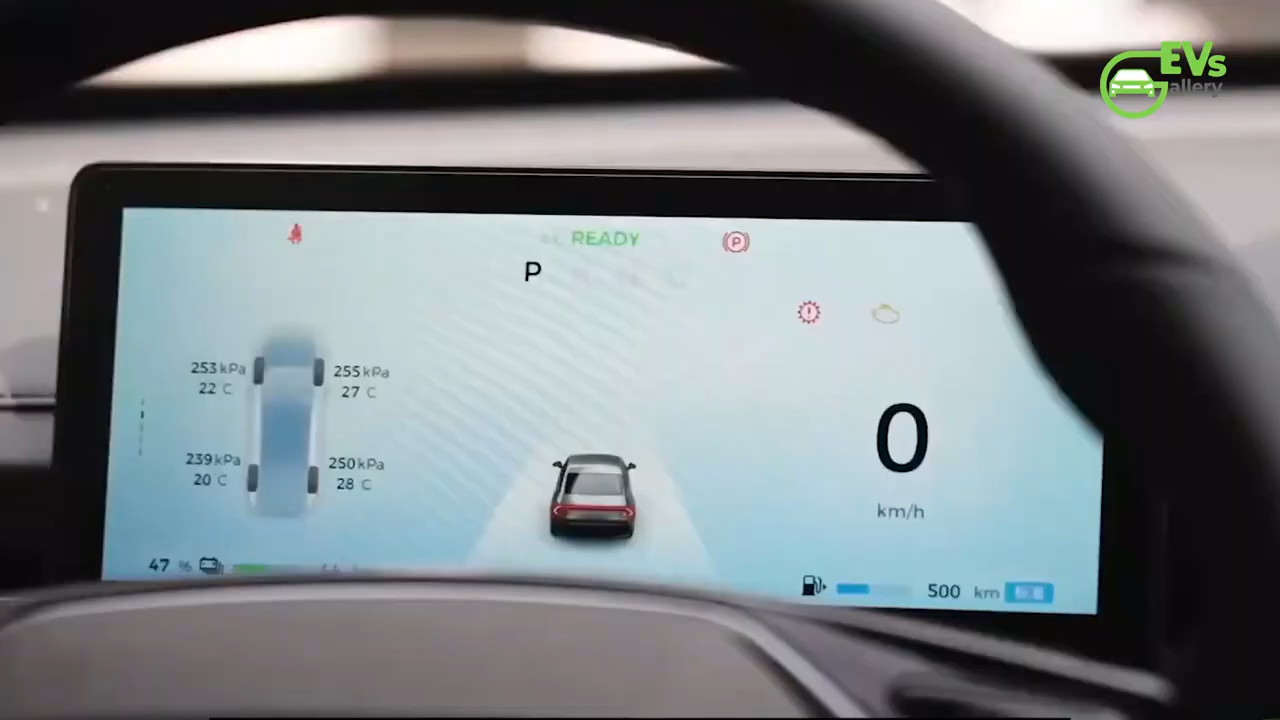 EVs
Gallery
READY
P
P
253 kPa
22 C
255 kPa
27 C
239 kPa
20 C
250 kPa
28 C
0
km/h
47 %
500 km